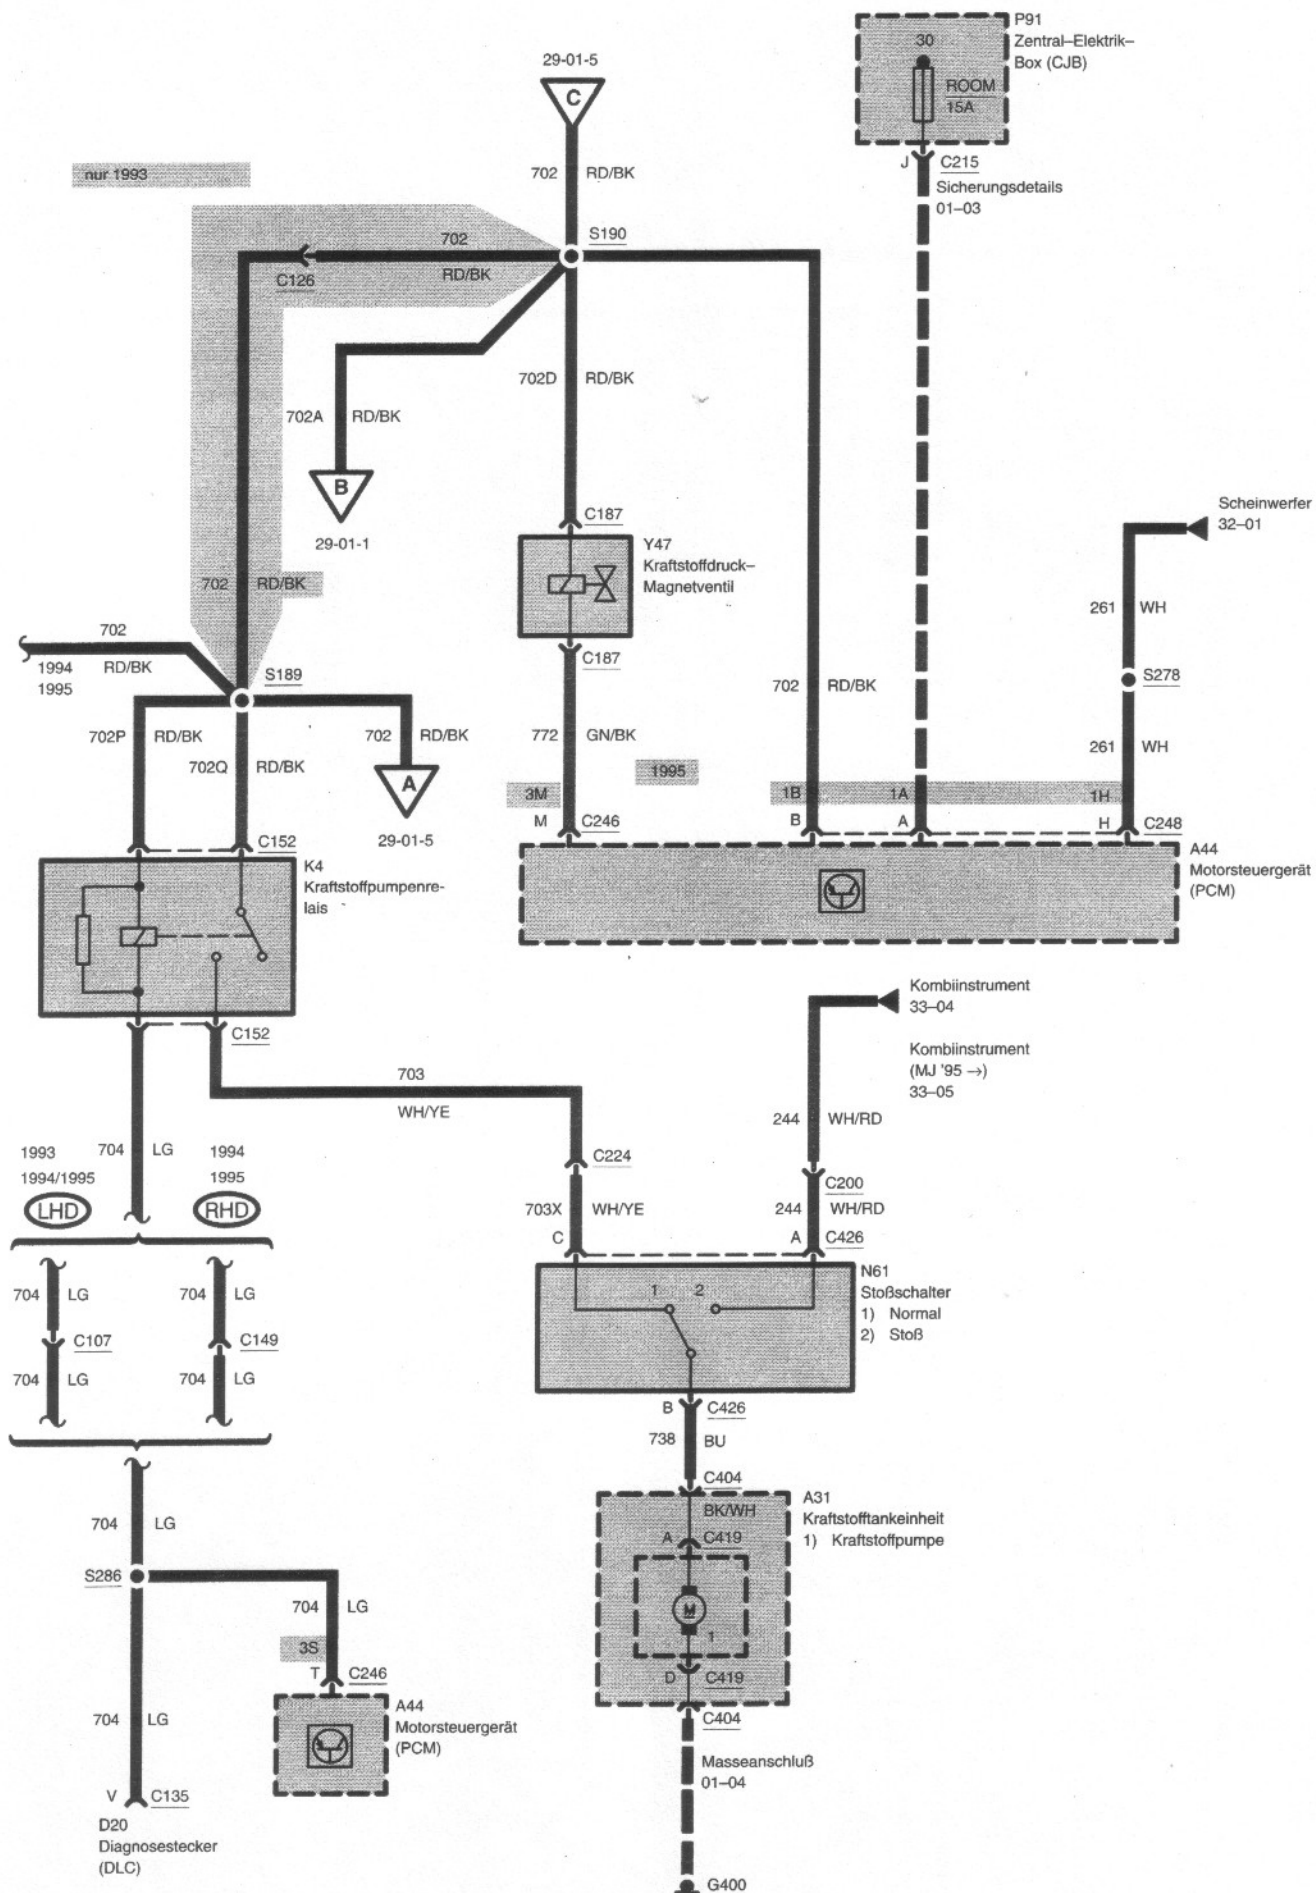 P91
Zentral–Elektrik–
Box (CJB)
30
ROOM
15A
J
C215
Sicherungsdetails
01–03
29-01-5
C
702
RD/BK
nur 1993
S190
702
RD/BK
C126
702D
RD/BK
702A
RD/BK
B
29-01-1
C187
Y47
Kraftstoffdruck–
Magnetventil
C187
Scheinwerfer
32–01
261
WH
S278
261
WH
702
RD/BK
702
RD/BK
1994
1995
S189
702P
RD/BK
702Q
RD/BK
702
RD/BK
A
29-01-5
702
RD/BK
772
GN/BK
1995
3M
M
C246
1B
B
1A
A
1H
H
C248
A44
Motorsteuergerät
(PCM)
C152
K4
Kraftstoffpumpenre-
lais
C152
703
WH/YE
Kombiinstrument
33–04
Kombiinstrument
(MJ '95 →)
33–05
244
WH/RD
C224
C200
703X
WH/YE
244
WH/RD
C
A
C426
N61
Stoßschalter
1) Normal
2) Stoß
1
2
B
C426
738
BU
C404
A31
Kraftstofftankeinheit
1) Kraftstoffpumpe
BK/WH
A
C419
M
1
D
C419
C404
Masseanschluß
01–04
G400
1993
1994/1995
LHD
704
LG
1994
1995
RHD
704
LG
704
LG
C107
C149
704
LG
704
LG
704
LG
S286
704
LG
3S
T
C246
A44
Motorsteuergerät
(PCM)
704
LG
V
C135
D20
Diagnosestecker
(DLC)